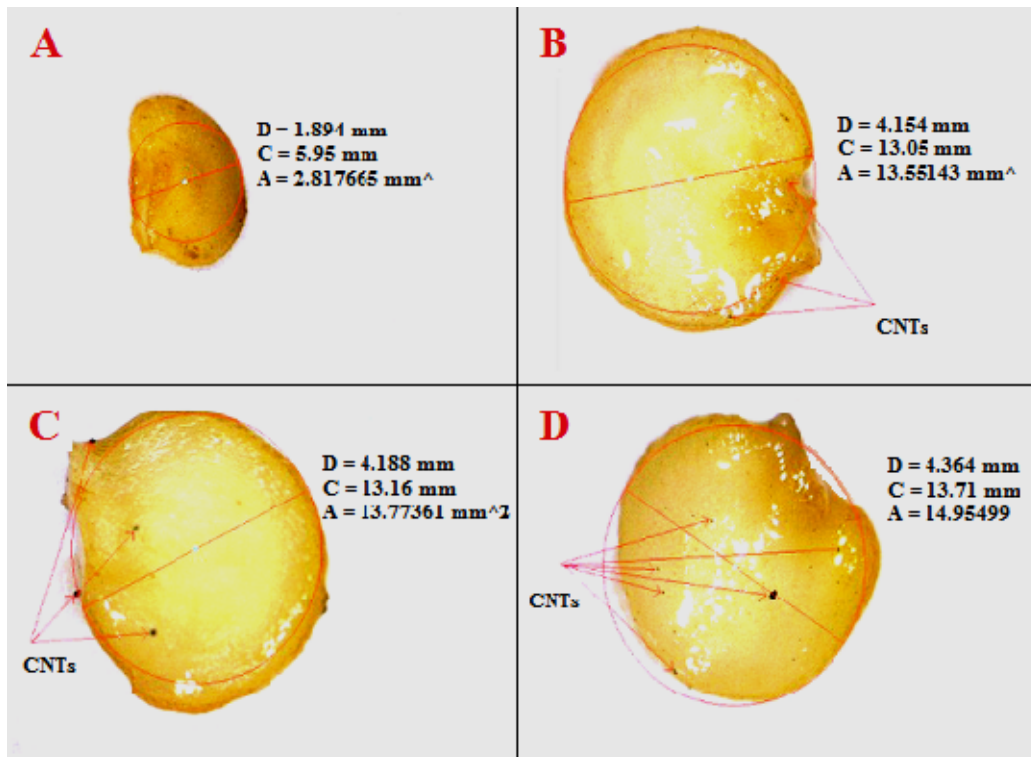 A
D = 1.894 mm
C = 5.95 mm
A = 2.817665 mm^
B
D = 4.154 mm
C = 13.05 mm
A = 13.55143 mm^
CNTs
C
D = 4.188 mm
C = 13.16 mm
A = 13.77361 mm^2
CNTs
D
D = 4.364 mm
C = 13.71 mm
A = 14.95499
CNTs